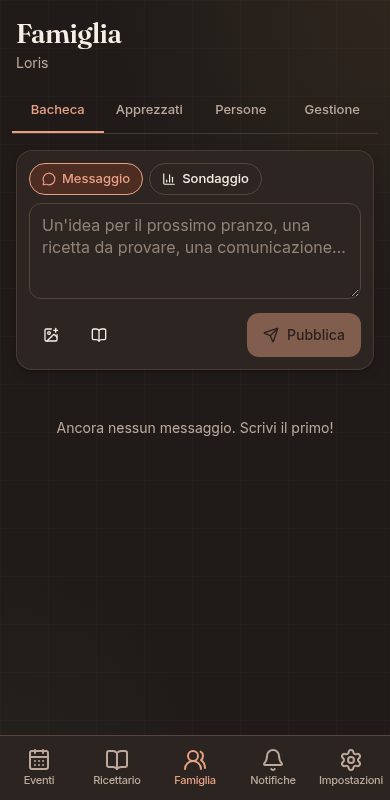 Famiglia
Loris
Bacheca
Apprezzati
Persone
Gestione
Messaggio
Sondaggio
Un'idea per il prossimo pranzo, una
ricetta da provare, una comunicazione...
Pubblica
Ancora nessun messaggio. Scrivi il primo!
Eventi
Ricettario
Famiglia
Notifiche
Impostazioni